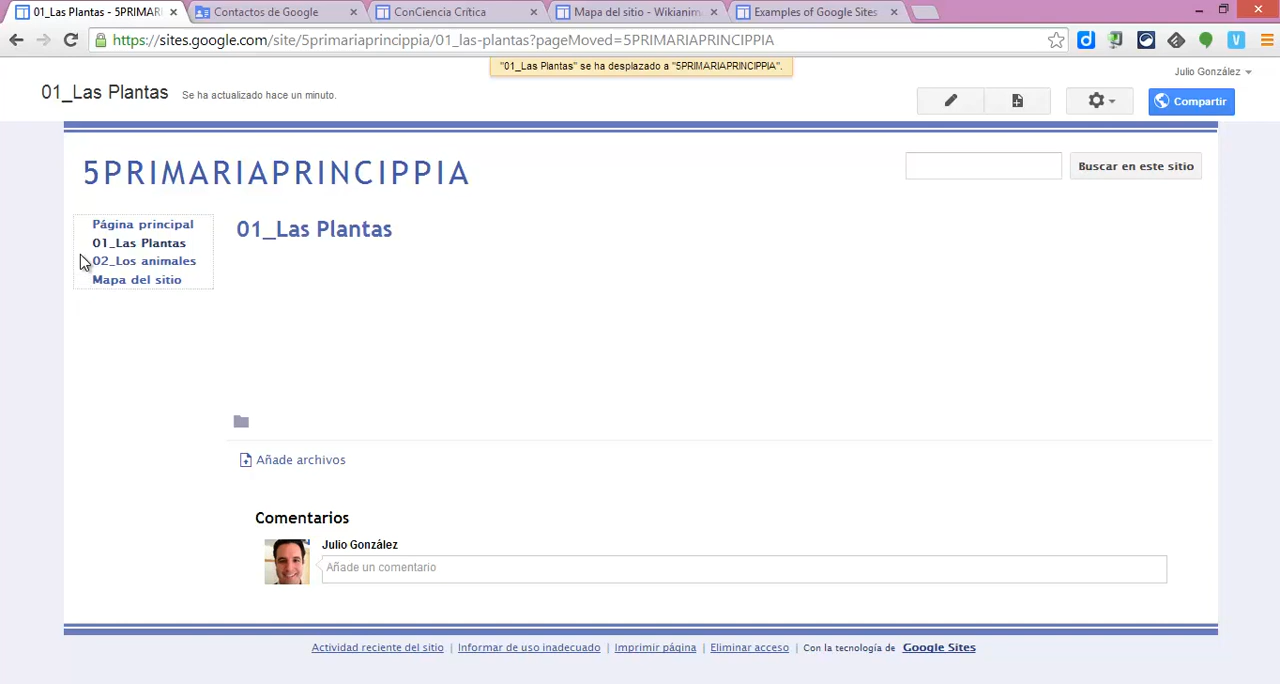 01_Las Plantas - 5PRIMARI
Contactos de Google
ConCiencia Crítica
Mapa del sitio - Wikianim
Examples of Google Sites
https://sites.google.com/site/5primariaprincippia/01_las-plantas?pageMoved=5PRIMARIAPRINCIPPIA
"01_Las Plantas" se ha desplazado a "5PRIMARIAPRINCIPPIA".
Julio González
01_Las Plantas
Se ha actualizado hace un minuto.
Compartir
5PRIMARIAPRINCIPPIA
Buscar en este sitio
Página principal
01_Las Plantas
02_Los animales
Mapa del sitio
01_Las Plantas
Añade archivos
Comentarios
Julio González
Añade un comentario
Actividad reciente del sitio | Informar de uso inadecuado | Imprimir página | Eliminar acceso | Con la tecnología de Google Sites